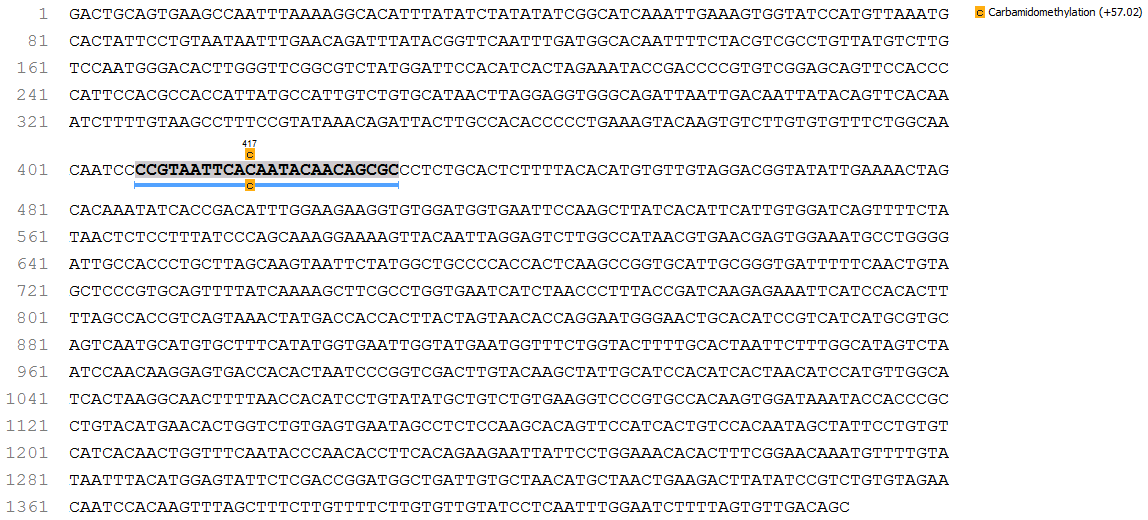 1 GACTGCAGTGAAGCCAATTTAAAAGGCACATTTATATCTATATATCGGCATCAAATTGAAAGTGGTATCCATGTTAAATG
C Carbamidomethylation (+57.02)
81 CACTATTCCTGTAATAATTTGAACAGATTTATACGGTTCAATTTGATGGCACAATTTTCTACGTCGCCTGTTATGTCTTG
161 TCCAATGGGACACTTGGGTTCGGCGTCTATGGATTCCACATCACTAGAAATACCGACCCCGTGTCGGAGCAGTTCCACCC
241 CATTCCACGCCACCATTATGCCATTGTCTGTGCATAACTTAGGAGGTGGGCAGATTAATTGACAATTATACAGTTCACAA
321 ATCTTTTGTAAGCCTTTCCGTATAAACAGATTACTTGCCACACCCCCTGAAAGTACAAGTGTCTTGTGTGTTTCTGGCAA
417
C
401 CAATCCCCGTAATTCACAATACAACAGCGCCCTCTGCACTCTTTTACACATGTGTTGTAGGACGGTATATTGAAAACTAG
C
481 CACAAATATCACCGACATTTGGAAGAAGGTGTGGATGGTGAATTCCAAGCTTATCACATTCATTGTGGATCAGTTTTCTA
561 TAACTCTCCTTTATCCCAGCAAAGGAAAAGTTACAATTAGGAGTCTTGGCCATAACGTGAACGAGTGGAAATGCCTGGGG
641 ATTGCCACCCTGCTTAGCAAGTAATTCTATGGCTGCCCCACCACTCAAGCCGGTGCATTGCGGGTGATTTTTCAACTGTA
721 GCTCCCGTGCAGTTTTATCAAAAGCTTCGCCTGGTGAATCATCTAACCCTTTACCGATCAAGAGAAATTCATCCACACTT
801 TTAGCCACCGTCAGTAAACTATGACCACCACTTACTAGTAACACCAGGAATGGGAACTGCACATCCGTCATCATGCGTGC
881 AGTCAATGCATGTGCTTTCATATGGTGAATTGGTATGAATGGTTTCTGGTACTTTTGCACTAATTCTTTGGCATAGTCTA
961 ATCCAACAAGGAGTGACCACACTAATCCCGGTCGACTTGTACAAGCTATTGCATCCACATCACTAACATCCATGTTGGCA
1041 TCACTAAGGCAACTTTTAACCACATCCTGTATATGCTGTCTGTGAAGGTCCCGTGCCACAAGTGGATAAATACCACCCGC
1121 CTGTACATGAACACTGGTCTGTGAGTGAATAGCCTCTCCAAGCACAGTTCCATCACTGTCCACAATAGCTATTCCTGTGT
1201 CATCACAACTGGTTTCAATACCCAACACCTTCACAGAAGAATTATTCCTGGAAACACACTTTCGGAACAAATGTTTTGTA
1281 TAATTTACATGGAGTATTCTCGACCGGATGGCTGATTGTGCTAACATGCTAACTGAAGACTTATATCCGTCTGTGTAGAA
1361 CAATCCACAAGTTTAGCTTTCTTGTTTTCTTGTGTTGTATCCTCAATTTGGAATCTTTTAGTGTTGACAGC